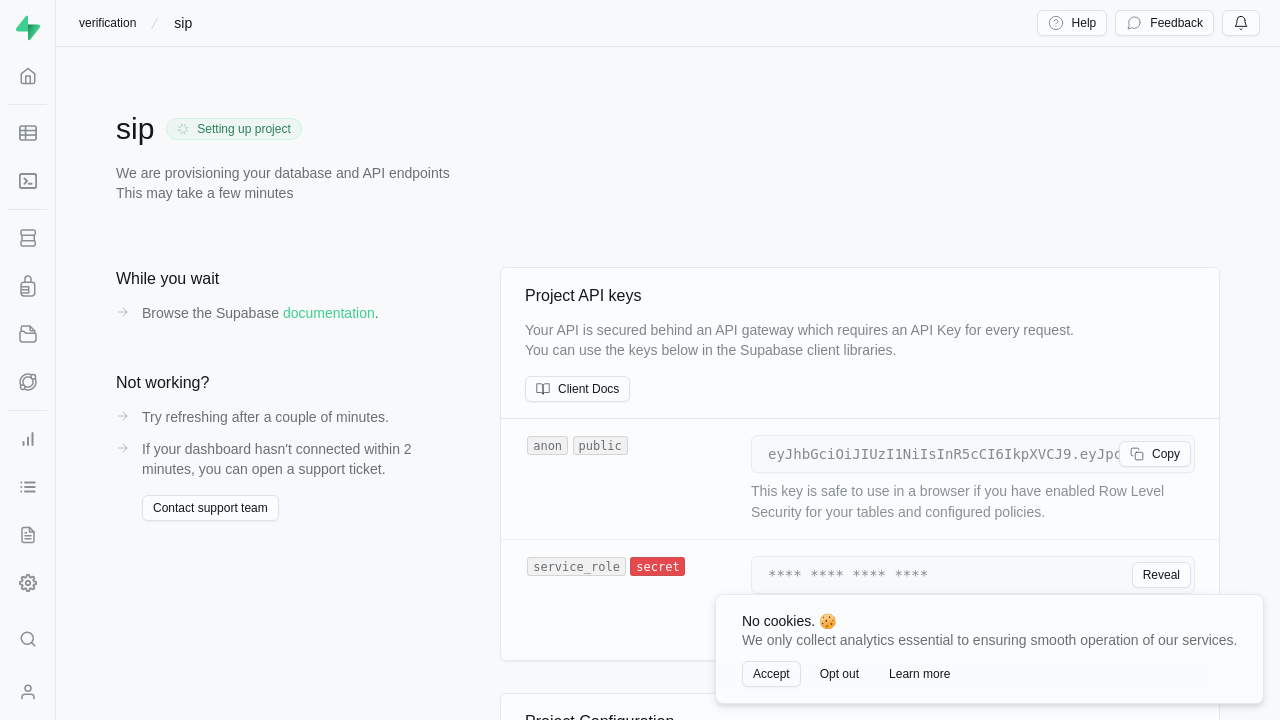 verification / sip
Help
Feedback
sip
Setting up project
We are provisioning your database and API endpoints
This may take a few minutes
While you wait
Browse the Supabase documentation.
Not working?
Try refreshing after a couple of minutes.
If your dashboard hasn't connected within 2
minutes, you can open a support ticket.
Contact support team
Project API keys
Your API is secured behind an API gateway which requires an API Key for every request.
You can use the keys below in the Supabase client libraries.
Client Docs
anon public
eyJhbGciOiJIUzI1NiIsInR5cCI6IkpXVCJ9.eyJpc
Copy
This key is safe to use in a browser if you have enabled Row Level
Security for your tables and configured policies.
service_role secret
**** **** **** ****
Reveal
No cookies. 🍪
We only collect analytics essential to ensuring smooth operation of our services.
Accept
Opt out
Learn more
Project Configuration